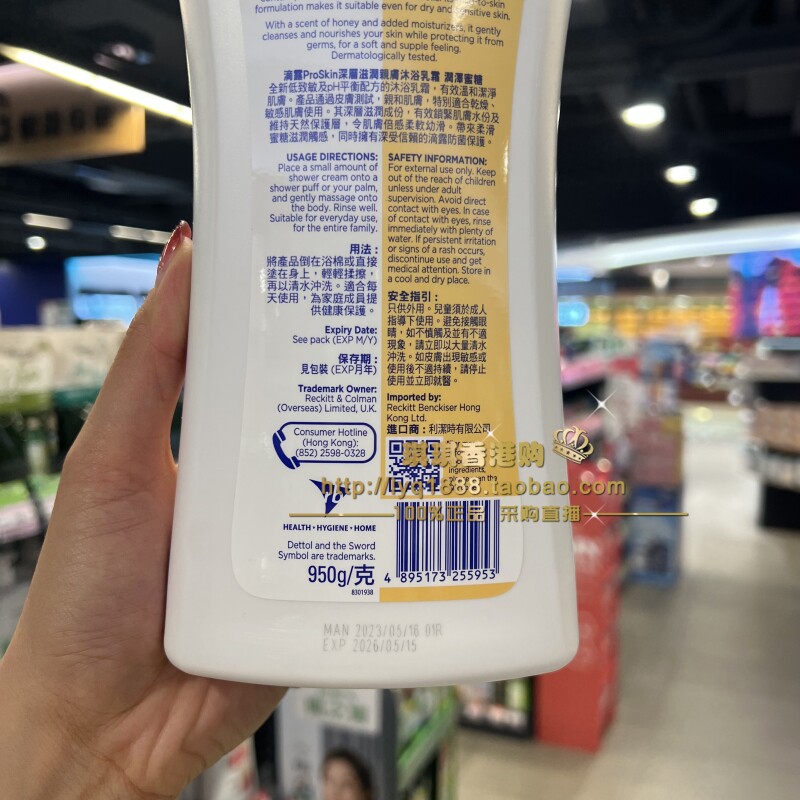 formulation makes it suitable even for dry and sensitive skin.
With a scent of honey and added moisturizers, it gently
cleanses and nourishes your skin while protecting it from
germs, for a soft and supple feeling.
Dermatologically tested.
滴露ProSkin深層滋潤親膚沐浴乳霜 潤澤蜜糖
全新低致敏及pH平衡配方的沐浴乳霜，有效溫和潔淨
肌膚。產品通過皮膚測試，親和肌膚，特別適合乾燥、
敏感肌膚使用。其深層滋潤成份，有效鎖緊肌膚水份及
維持天然保護層，令肌膚倍感柔軟幼滑。帶來柔滑
蜜糖滋潤觸感，同時擁有深受信賴的滴露防菌保護。
USAGE DIRECTIONS:
Place a small amount of
shower cream onto a
shower puff or your palm,
and gently massage onto
the body. Rinse well.
Suitable for everyday use,
for the entire family.
用法：
將產品倒在浴棉或直接
塗在身上，輕輕揉擦，
再以清水沖洗。適合每
天使用，為家庭成員提
供健康保護。
Expiry Date:
See pack (EXP M/Y)
保存期：
見包裝 (EXP月年)
Trademark Owner:
Reckitt & Colman
(Overseas) Limited, U.K.
Consumer Hotline
(Hong Kong):
(852) 2598-0328
HEALTH • HYGIENE • HOME
Dettol and the Sword
Symbol are trademarks.
950g/克
8301938
SAFETY INFORMATION:
For external use only. Keep
out of the reach of children
unless under adult
supervision. Avoid direct
contact with eyes. In case
of contact with eyes, rinse
immediately with plenty of
water. If persistent irritation
or signs of a rash occurs,
discontinue use and get
medical attention. Store in
a cool and dry place.
安全指引：
只供外用。兒童須於成人
指導下使用。避免接觸眼
睛，如不慎觸及並有不適
現象，請立即以大量清水
沖洗。如皮膚出現敏感或
使用後不適持續，請停止
使用並立即就醫。
Imported by:
Reckitt Benckiser Hong
Kong Ltd.
進口商：利潔時有限公司
ingredients,
4 895173 255953
MAN 2023/05/16 01R
EXP 2026/05/15
琪琪香港购
http://lyq1688.taobao.com
100%正品 采购直播